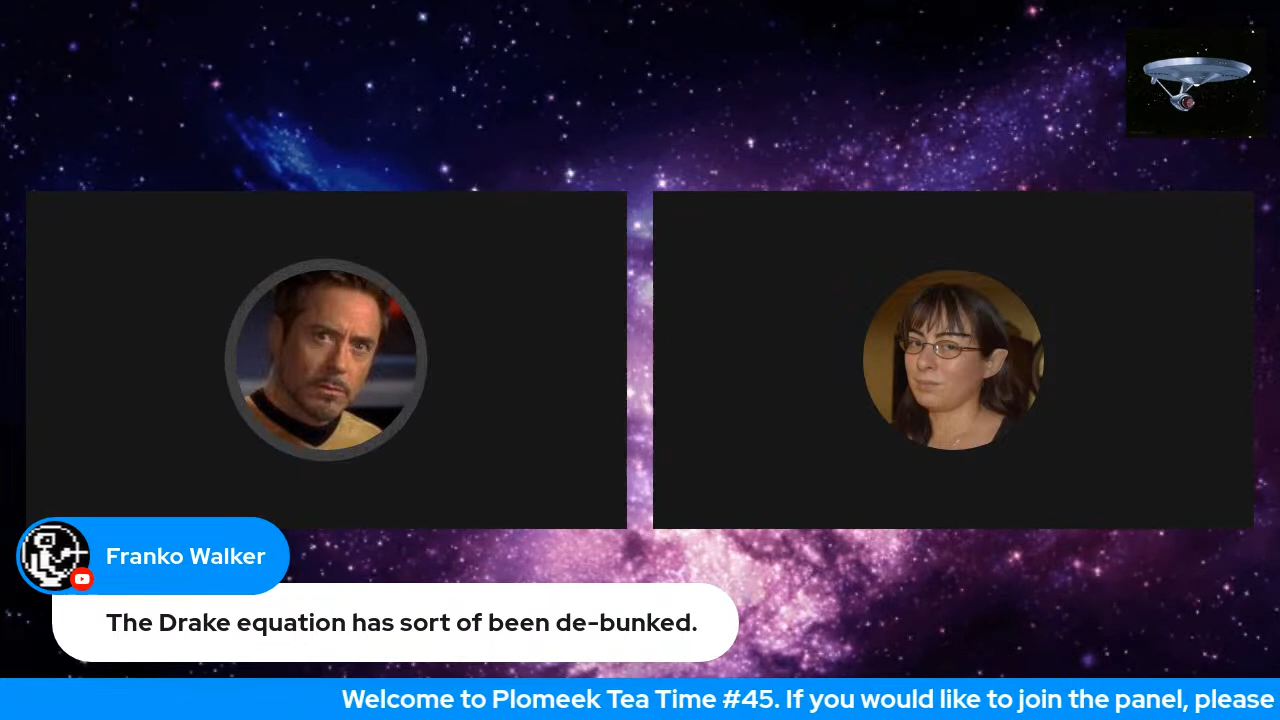 Franko Walker
The Drake equation has sort of been de-bunked.
Welcome to Plomeek Tea Time #45. If you would like to join the panel, please